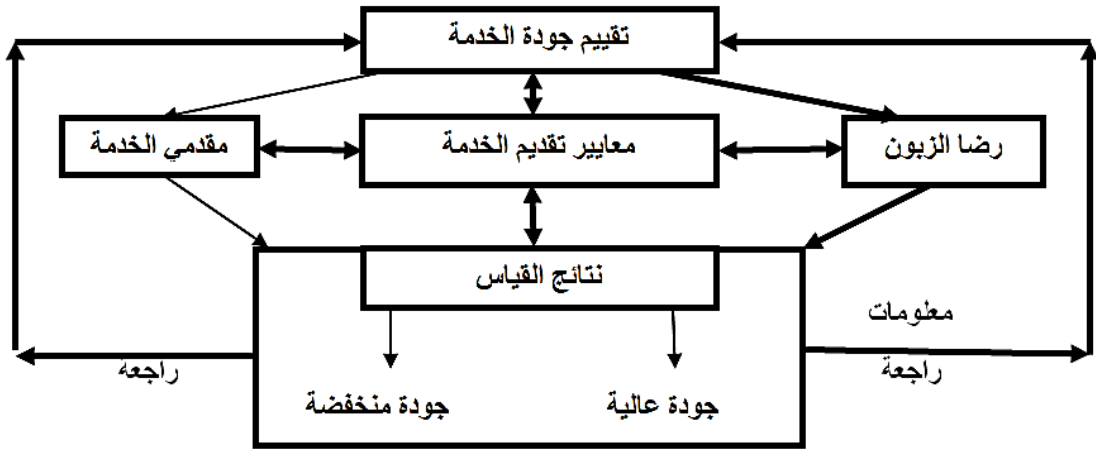 تقييم جودة الخدمة
رضا الزبون
معايير تقديم الخدمة
مقدمي الخدمة
نتائج القياس
معلومات
راجعة
راجعة
جودة عالية
جودة منخفضة